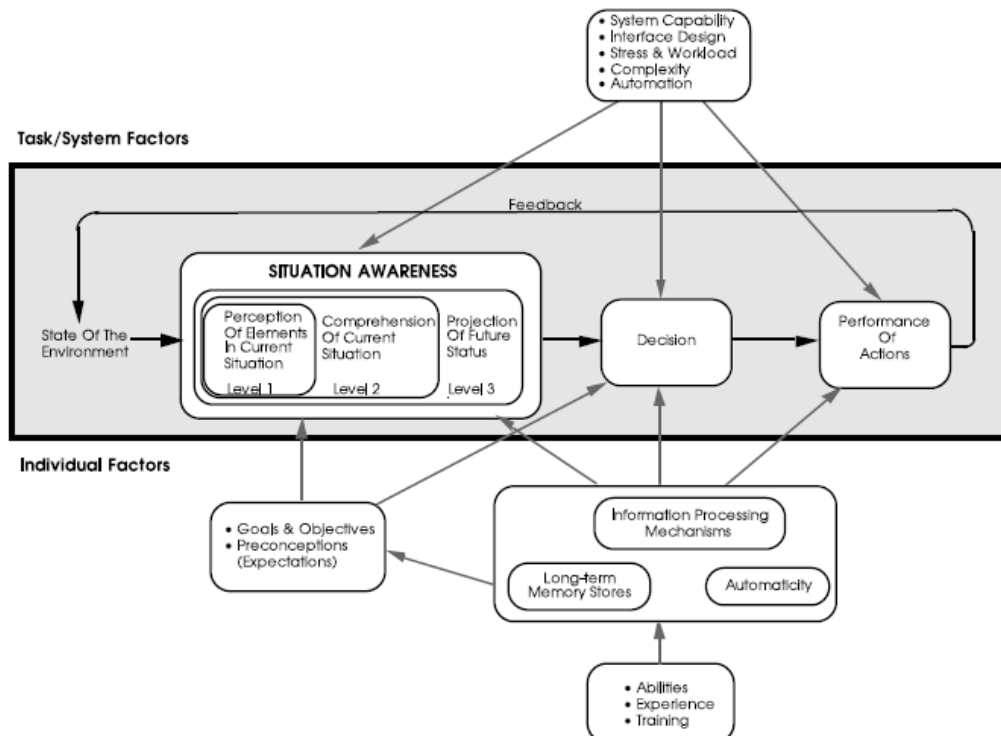 • System Capability
• Interface Design
• Stress & Workload
• Complexity
• Automation
Task/System Factors
Feedback
SITUATION AWARENESS
State Of The
Environment
Perception
Of Elements
In Current
Situation
Level 1
Comprehension
Of Current
Situation
Level 2
Projection
Of Future
Status
Level 3
Decision
Performance
Of
Actions
Individual Factors
• Goals & Objectives
• Preconceptions
(Expectations)
Information Processing
Mechanisms
Long-term
Memory Stores
Automaticity
• Abilities
• Experience
• Training